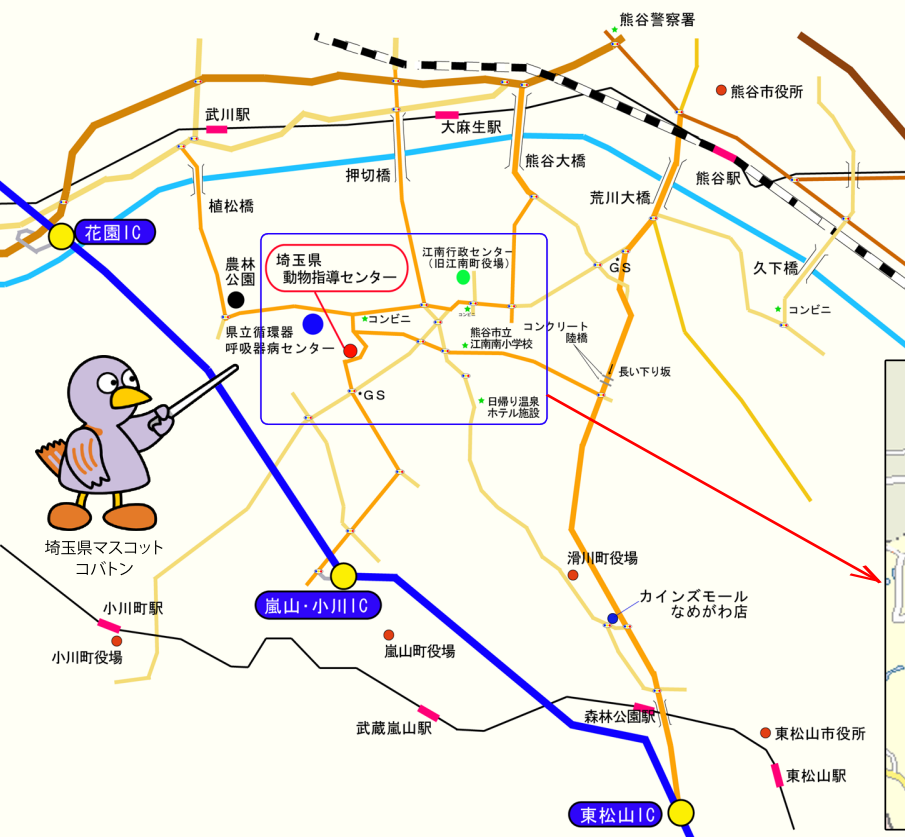 熊谷警察署
熊谷市役所
武川駅
大麻生駅
熊谷大橋
押切橋
熊谷駅
植松橋
荒川大橋
花園IC
農林
公園
埼玉県
動物指導センター
江南行政センター
（旧江南町役場）
GS
久下橋
コンビニ
コンビニ
コンビニ
県立循環器
呼吸器病センター
熊谷市立
江南南小学校
コンクリート
陸橋
長い下り坂
GS
日帰り温泉
ホテル施設
埼玉県マスコット
コバトン
滑川町役場
嵐山・小川IC
カインズモール
なめがわ店
小川町駅
小川町役場
嵐山町役場
武蔵嵐山駅
森林公園駅
東松山市役所
東松山駅
東松山IC